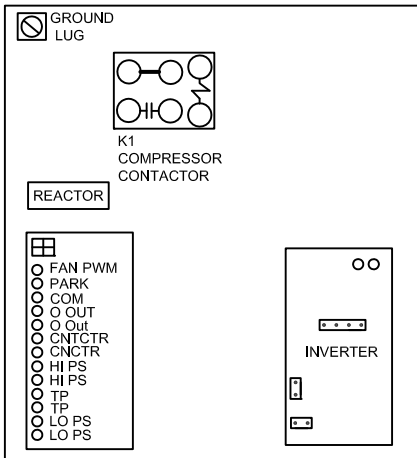 GROUND
LUG
K1
COMPRESSOR
CONTACTOR
REACTOR
FAN PWM
PARK
COM
O OUT
O Out
CNTCTR
CNCTR
HI PS
HI PS
TP
TP
LO PS
LO PS
INVERTER